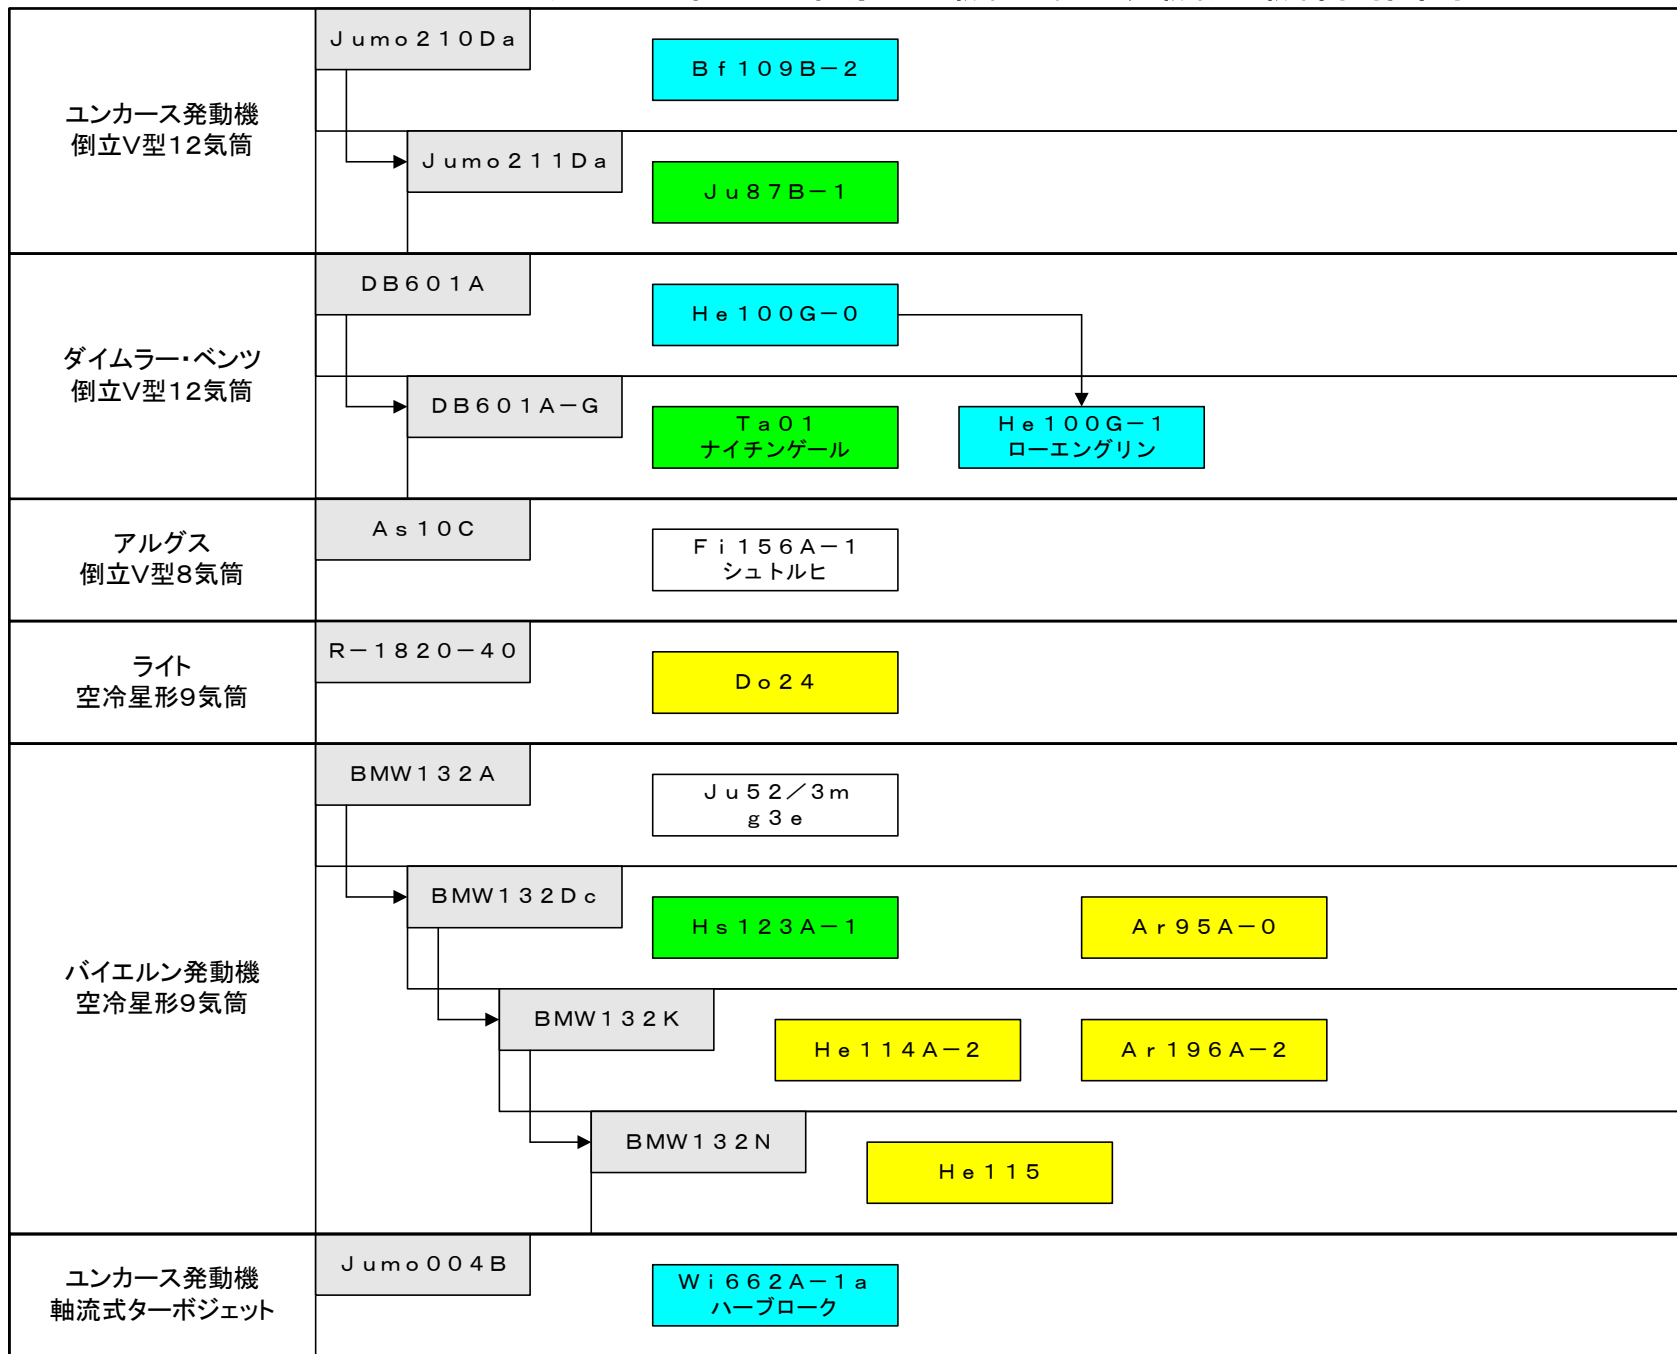 Ｊｕｍｏ２１０Ｄａ
Ｂｆ１０９Ｂ－２
ユンカース発動機
倒立Ｖ型１２気筒
Ｊｕｍｏ２１１Ｄａ
Ｊｕ８７Ｂ－１
ＤＢ６０１Ａ
Ｈｅ１００Ｇ－０
ダイムラー・ベンツ
倒立Ｖ型１２気筒
ＤＢ６０１Ａ－Ｇ
Ｔａ０１
ナイチンゲール
Ｈｅ１００Ｇ－１
ローエングリン
アルグス
倒立Ｖ型８気筒
Ａｓ１０Ｃ
Ｆｉ１５６Ａ－１
シュトルヒ
ライト
空冷星形９気筒
Ｒ－１８２０－４０
Ｄｏ２４
ＢＭＷ１３２Ａ
Ｊｕ５２／３ｍ
ｇ３ｅ
ＢＭＷ１３２Ｄｃ
Ｈｓ１２３Ａ－１
Ａｒ９５Ａ－０
バイエルン発動機
空冷星形９気筒
ＢＭＷ１３２Ｋ
Ｈｅ１１４Ａ－２
Ａｒ１９６Ａ－２
ＢＭＷ１３２Ｎ
Ｈｅ１１５
ユンカース発動機
軸流式ターボジェット
Ｊｕｍｏ００４Ｂ
Ｗｉ６６２Ａ－１ａ
ハーブローク